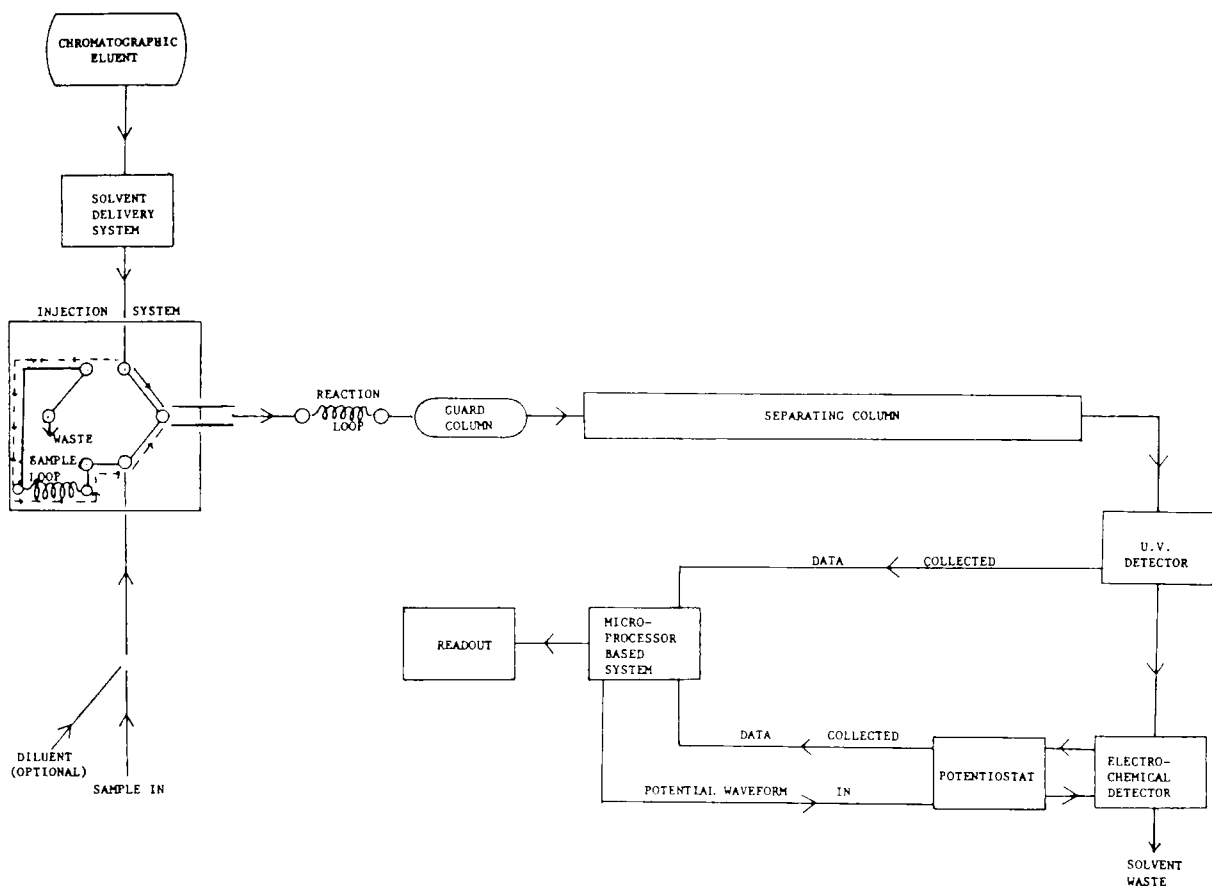 CHROMATOGRAPHIC
ELUENT
SOLVENT
DELIVERY
SYSTEM
INJECTION SYSTEM
WASTE
SAMPLE
LOOP
REACTION
LOOP
GUARD
COLUMN
SEPARATING COLUMN
U.V.
DETECTOR
DATA COLLECTED
MICRO-
PROCESSOR
BASED
SYSTEM
READOUT
DILUENT
(OPTIONAL)
SAMPLE IN
DATA COLLECTED
POTENTIAL WAVEFORM IN
POTENTIOSTAT
ELECTRO-
CHEMICAL
DETECTOR
SOLVENT
WASTE